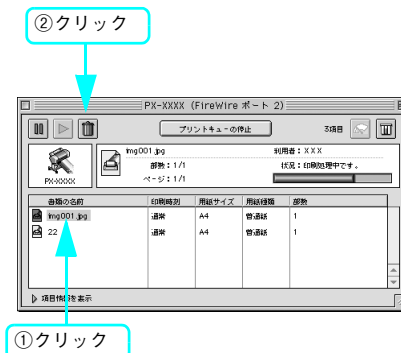 ②クリック
PX-XXXX (FireWire ポート 2)
プリントキューの停止
3項目
img001.jpg
利用者：XXX
部数：1/1
状況：印刷処理中です。
ページ：1/1
PX-XXXX
書類の名前 印刷時刻 用紙サイズ 用紙種類 部数
img001.jpg 通常 A4 普通紙 1
22 通常 A4 普通紙 1
項目情報を表示
①クリック